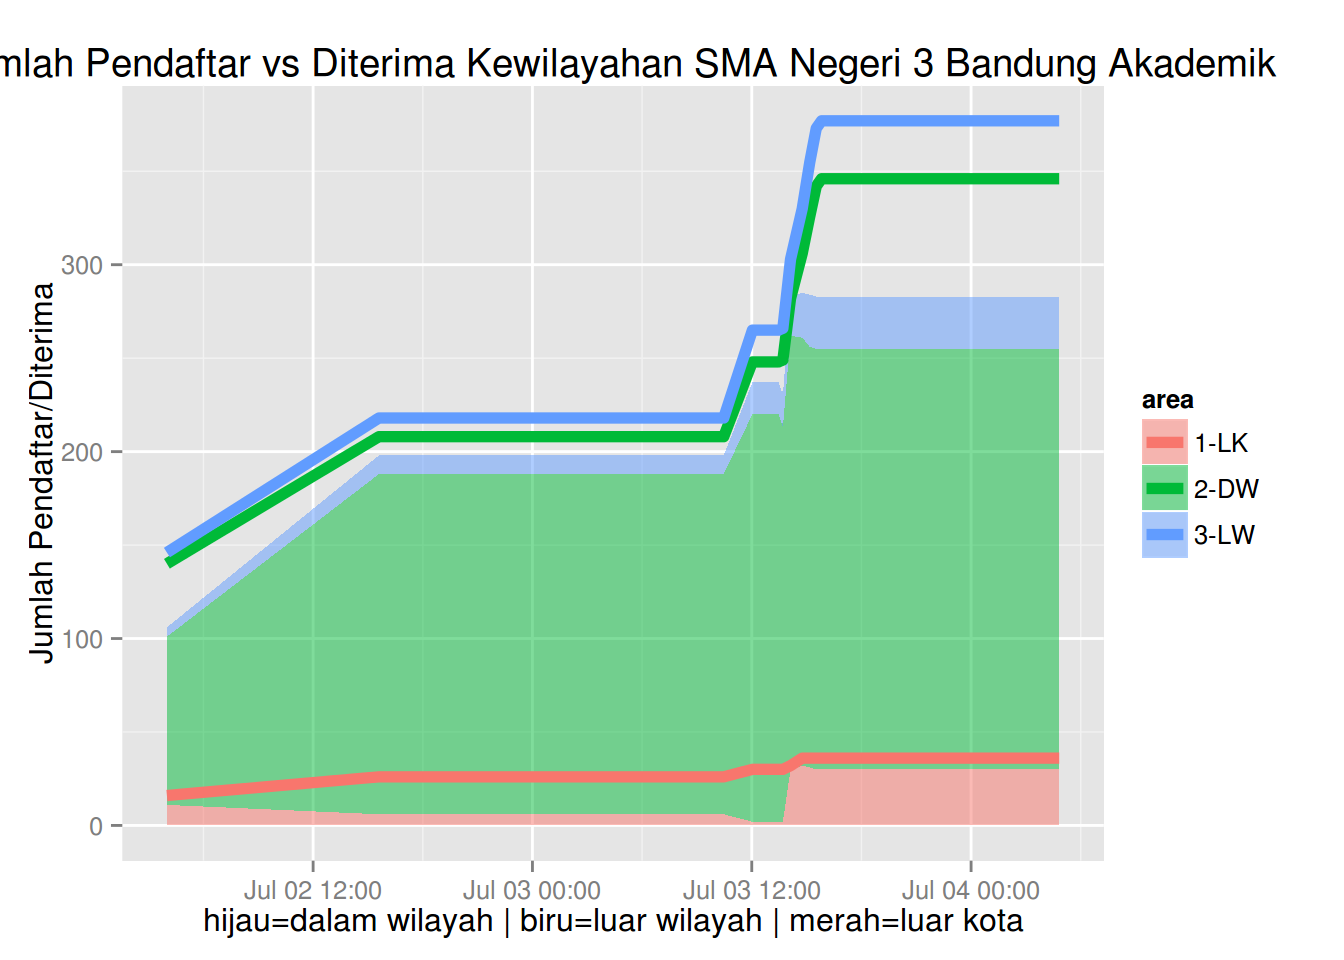 mlah Pendaftar vs Diterima Kewilayahan SMA Negeri 3 Bandung Akademik
Jumlah Pendaftar/Diterima
300
200
100
0
Jul 02 12:00
Jul 03 00:00
Jul 03 12:00
Jul 04 00:00
hijau=dalam wilayah | biru=luar wilayah | merah=luar kota
area
1-LK
2-DW
3-LW